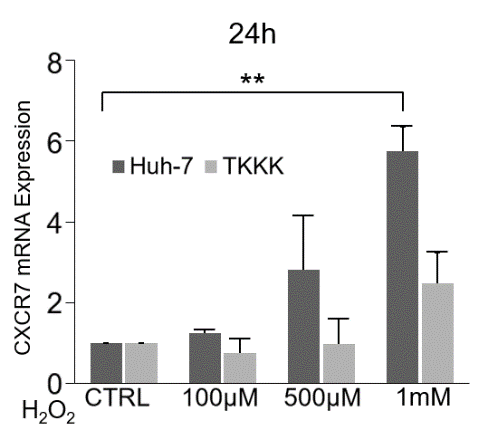 24h
**
CXCR7 mRNA Expression
8
6
4
2
0
Huh-7 TKKK
H₂O₂ CTRL 100µM 500µM 1mM